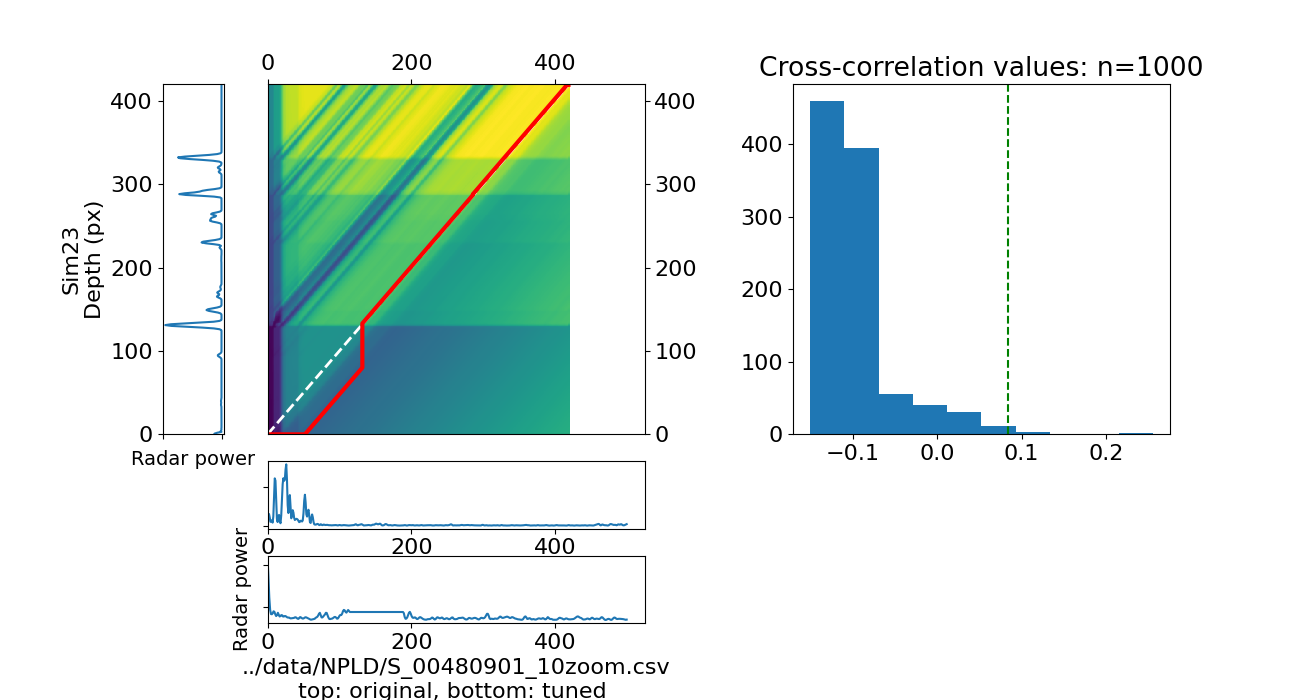 0 200 400
Cross-correlation values: n=1000
400
300
200
100
0
Sim23
Depth (px)
Radar power
400
300
200
100
0
400
300
200
100
0
−0.1 0.0 0.1 0.2
0 200 400
Radar power
0 200 400
../data/NPLD/S_00480901_10zoom.csv
top: original, bottom: tuned